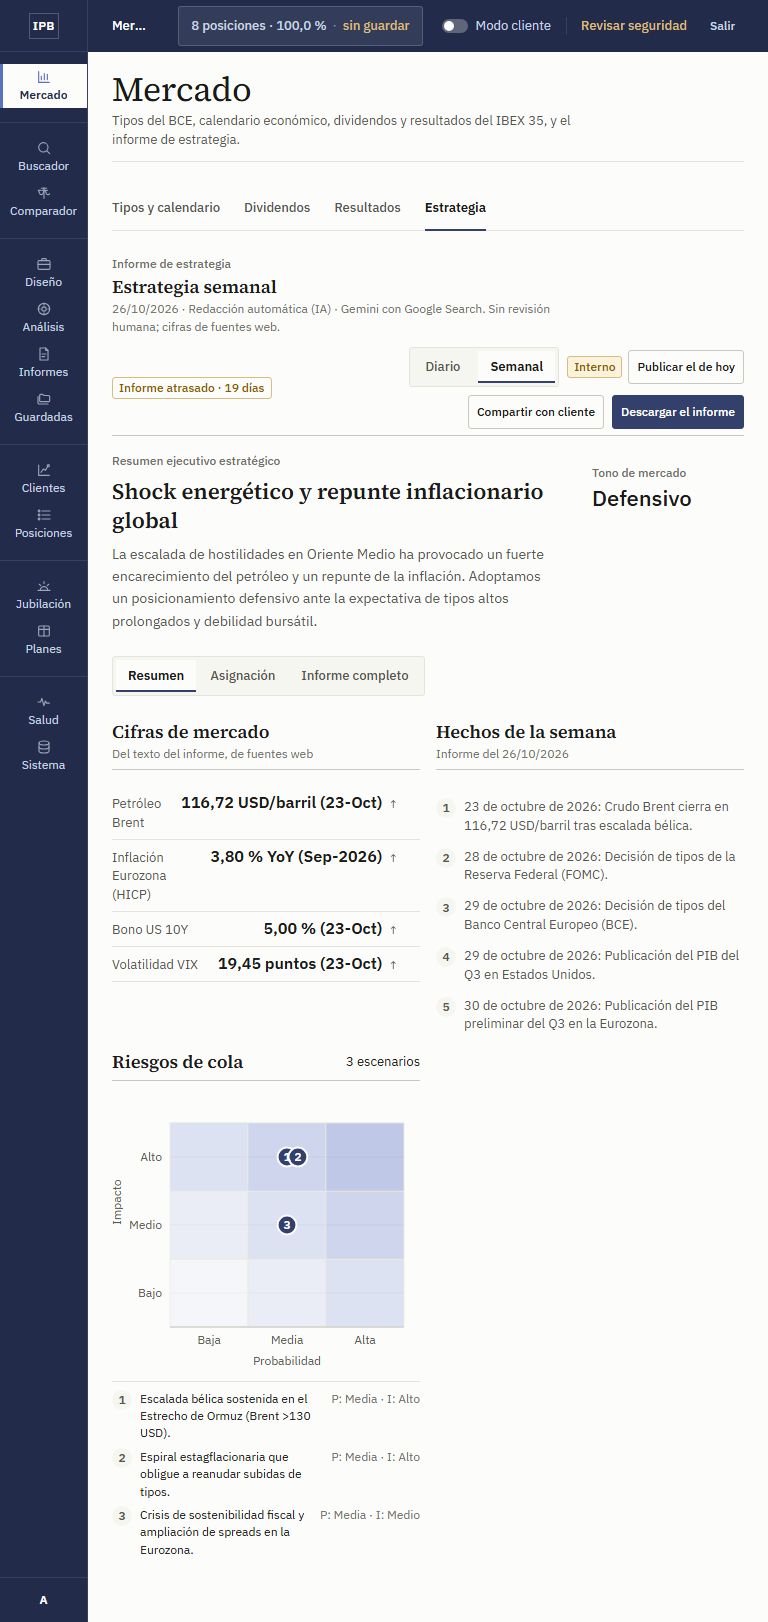 IPB
Mer...
8 posiciones · 100,0 % · sin guardar
Modo cliente
Revisar seguridad
Salir
Mercado
Buscador
Comparador
Diseño
Análisis
Informes
Guardadas
Clientes
Posiciones
Jubilación
Planes
Salud
Sistema
A
Mercado
Tipos del BCE, calendario económico, dividendos y resultados del IBEX 35, y el
informe de estrategia.
Tipos y calendario
Dividendos
Resultados
Estrategia
Informe de estrategia
Estrategia semanal
26/10/2026 · Redacción automática (IA) · Gemini con Google Search. Sin revisión
humana; cifras de fuentes web.
Informe atrasado · 19 días
Diario
Semanal
Interno
Publicar el de hoy
Compartir con cliente
Descargar el informe
Resumen ejecutivo estratégico
Shock energético y repunte inflacionario
global
La escalada de hostilidades en Oriente Medio ha provocado un fuerte
encarecimiento del petróleo y un repunte de la inflación. Adoptamos
un posicionamiento defensivo ante la expectativa de tipos altos
prolongados y debilidad bursátil.
Tono de mercado
Defensivo
Resumen
Asignación
Informe completo
Cifras de mercado
Del texto del informe, de fuentes web
Petróleo
Brent
116,72 USD/barril (23-Oct) ↑
Inflación
Eurozona
(HICP)
3,80 % YoY (Sep-2026) ↑
Bono US 10Y
5,00 % (23-Oct) ↑
Volatilidad VIX
19,45 puntos (23-Oct) ↑
Hechos de la semana
Informe del 26/10/2026
1 23 de octubre de 2026: Crudo Brent cierra en
116,72 USD/barril tras escalada bélica.
2 28 de octubre de 2026: Decisión de tipos de la
Reserva Federal (FOMC).
3 29 de octubre de 2026: Decisión de tipos del
Banco Central Europeo (BCE).
4 29 de octubre de 2026: Publicación del PIB del
Q3 en Estados Unidos.
5 30 de octubre de 2026: Publicación del PIB
preliminar del Q3 en la Eurozona.
Riesgos de cola
3 escenarios
Impacto
Alto
Medio
Bajo
1
2
3
Baja
Media
Alta
Probabilidad
1 Escalada bélica sostenida en el
Estrecho de Ormuz (Brent >130
USD).
P: Media · I: Alto
2 Espiral estagflacionaria que
obligue a reanudar subidas de
tipos.
P: Media · I: Alto
3 Crisis de sostenibilidad fiscal y
ampliación de spreads en la
Eurozona.
P: Media · I: Medio